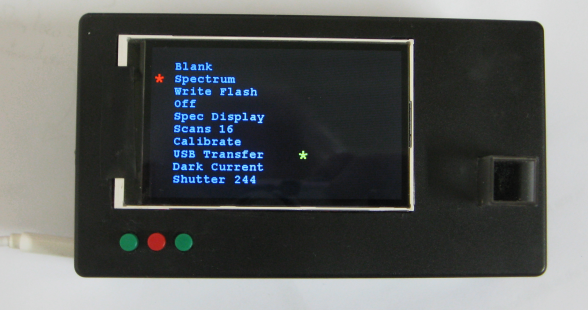 Blank
* Spectrum
Write Flash
Off
Spec Display
Scans 16
Calibrate
USB Transfer *
Dark Current
Shutter 244